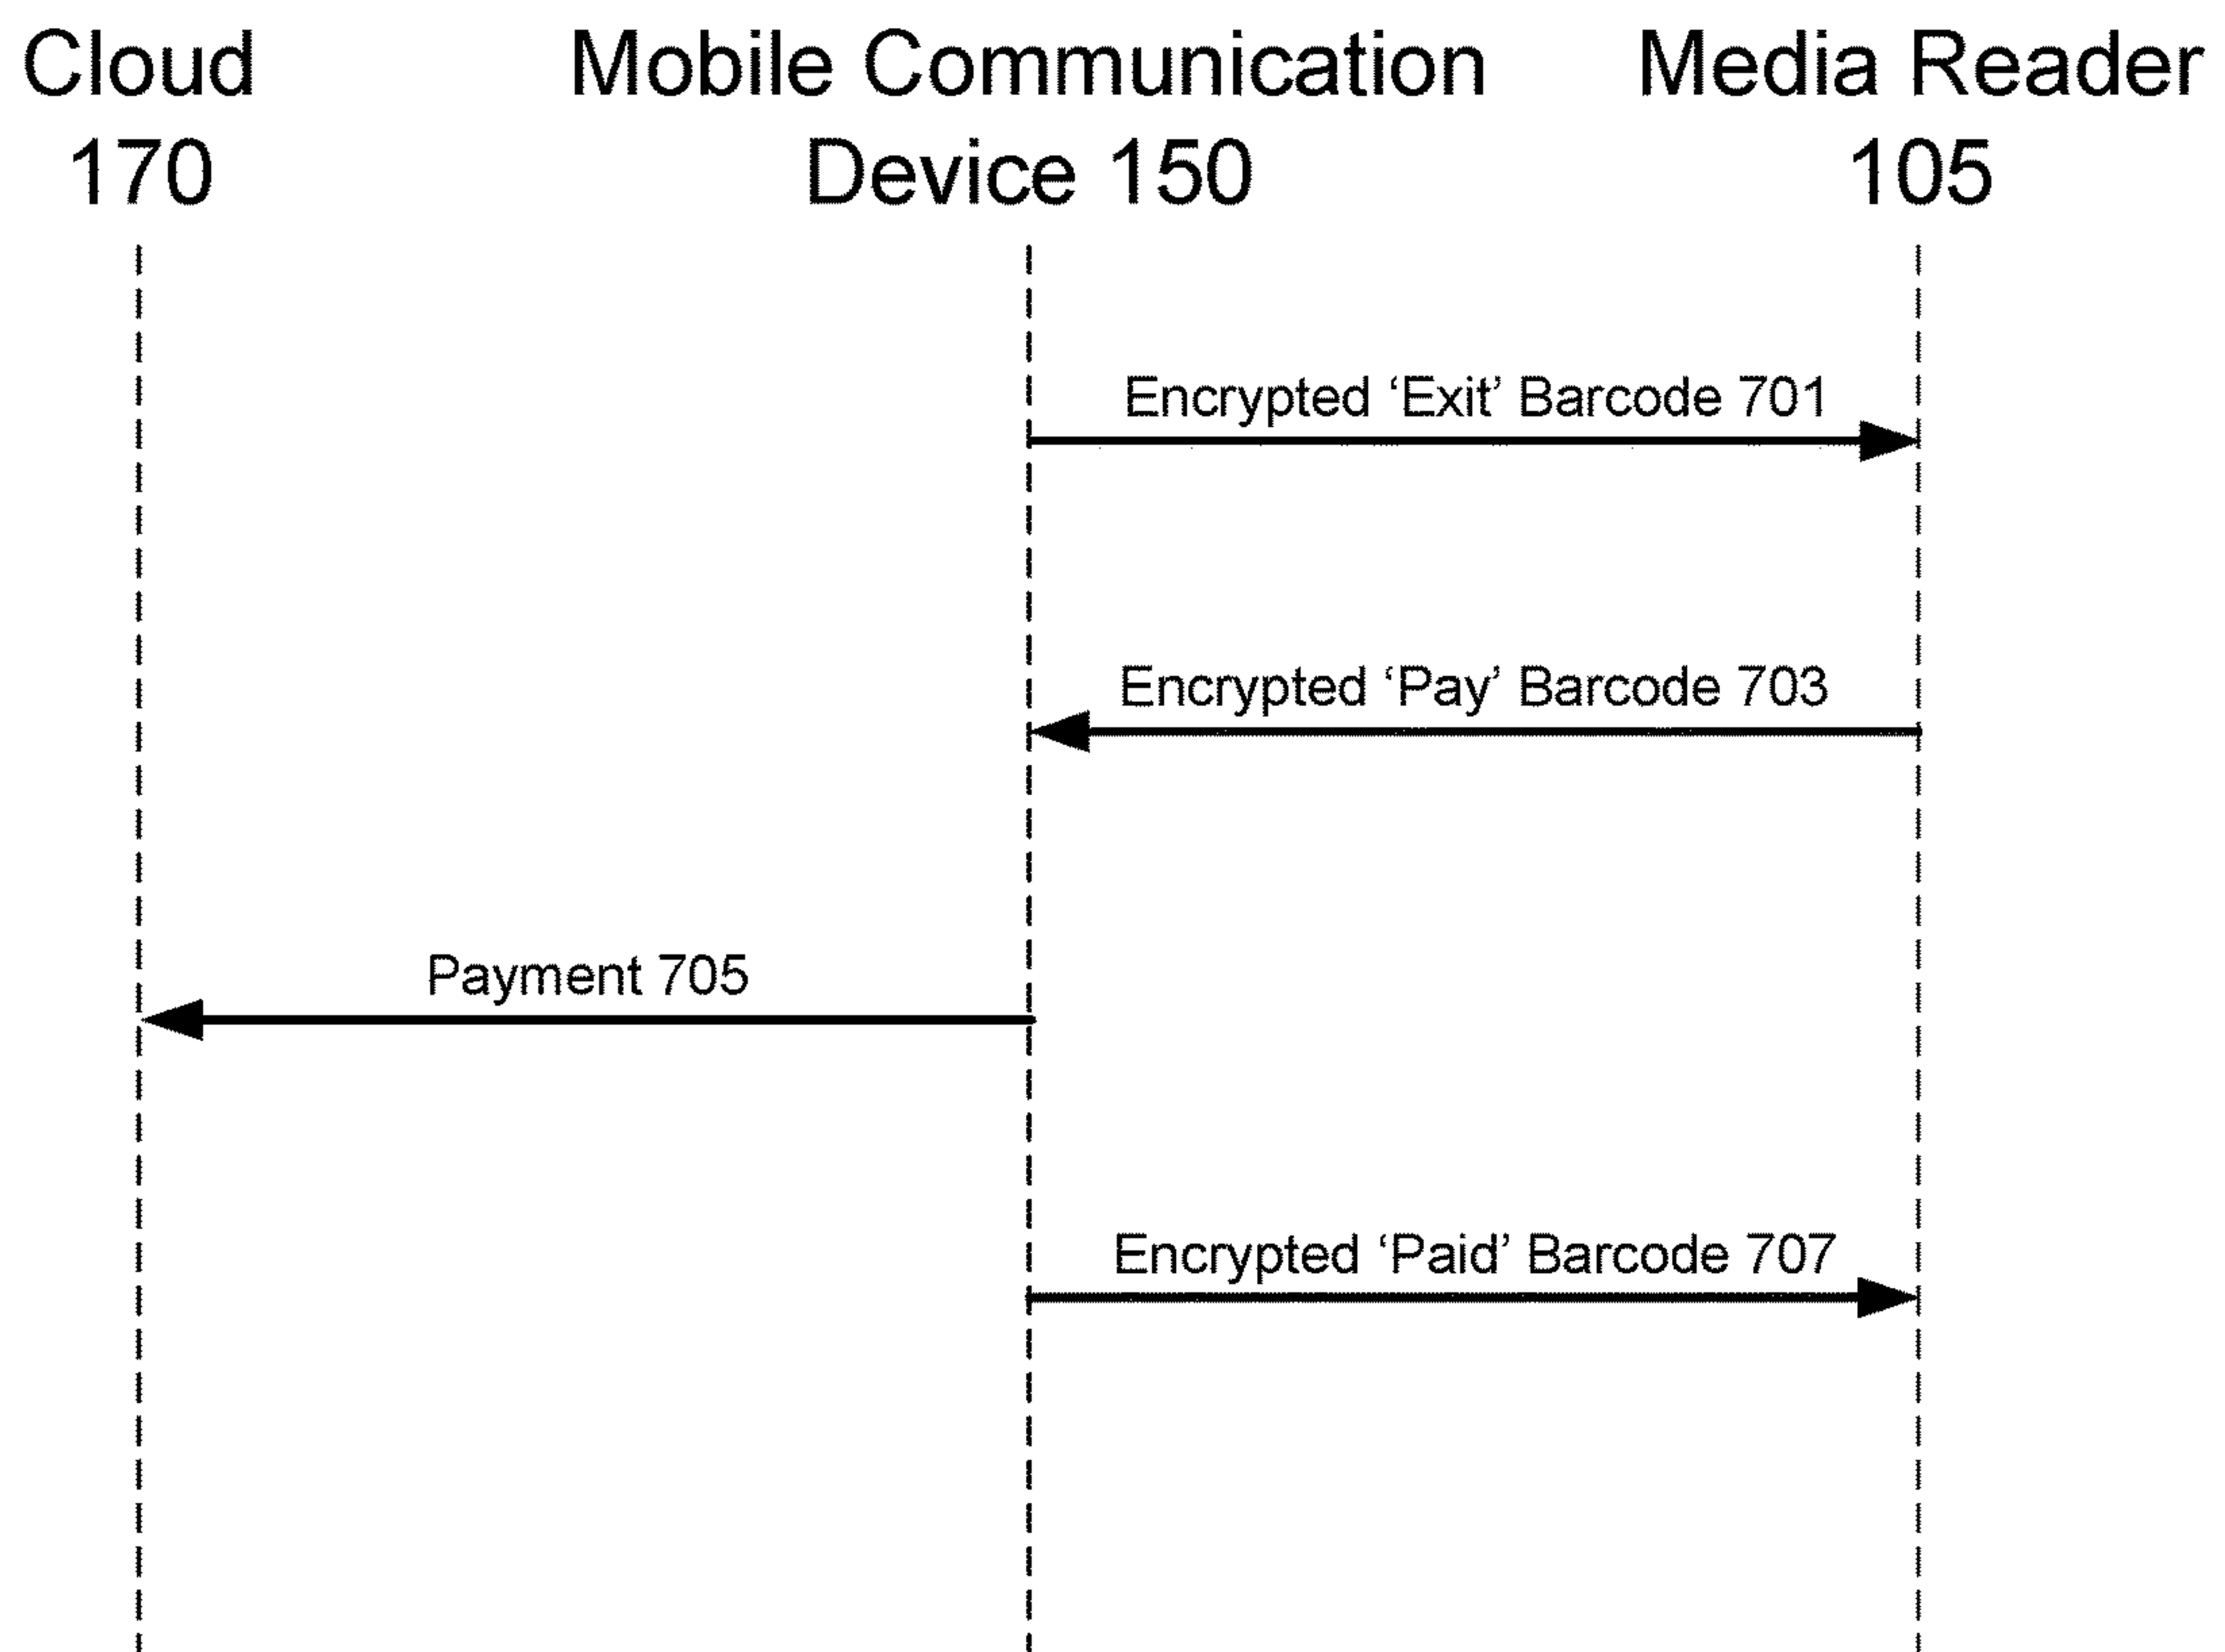 Cloud
170
Mobile Communication
Device 150
Media Reader
105
Encrypted ‘Exit’ Barcode 701
Encrypted ‘Pay’ Barcode 703
Payment 705
Encrypted ‘Paid’ Barcode 707